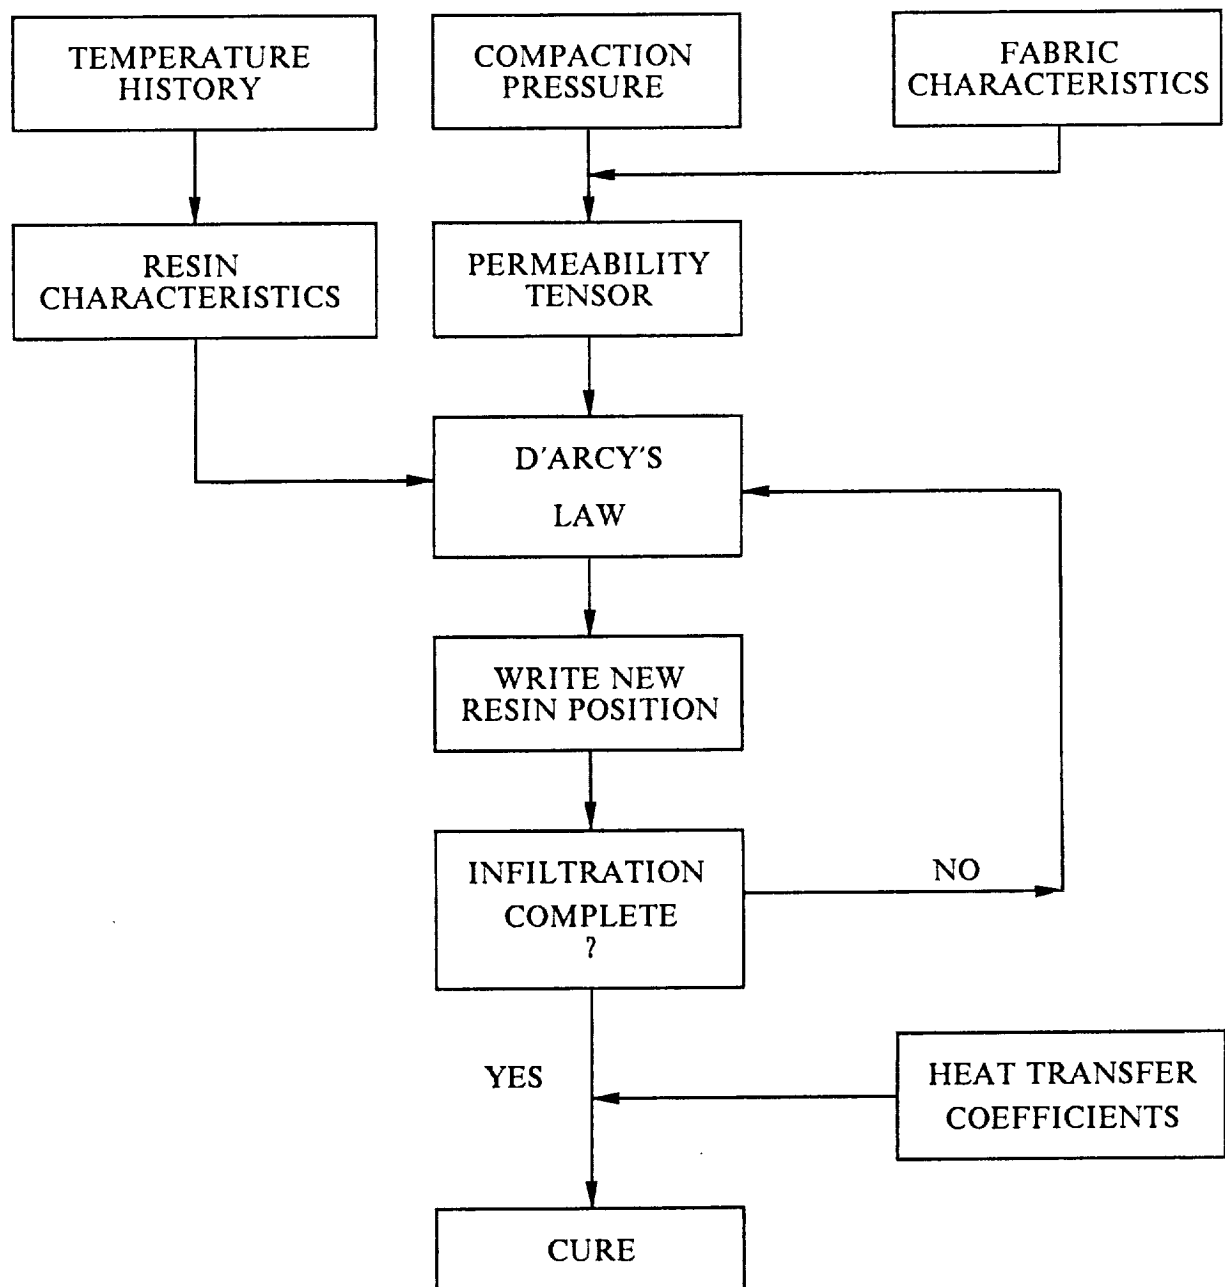 TEMPERATURE
HISTORY
COMPACTION
PRESSURE
FABRIC
CHARACTERISTICS
RESIN
CHARACTERISTICS
PERMEABILITY
TENSOR
D'ARCY'S
LAW
WRITE NEW
RESIN POSITION
INFILTRATION
COMPLETE
?
NO
YES
HEAT TRANSFER
COEFFICIENTS
CURE